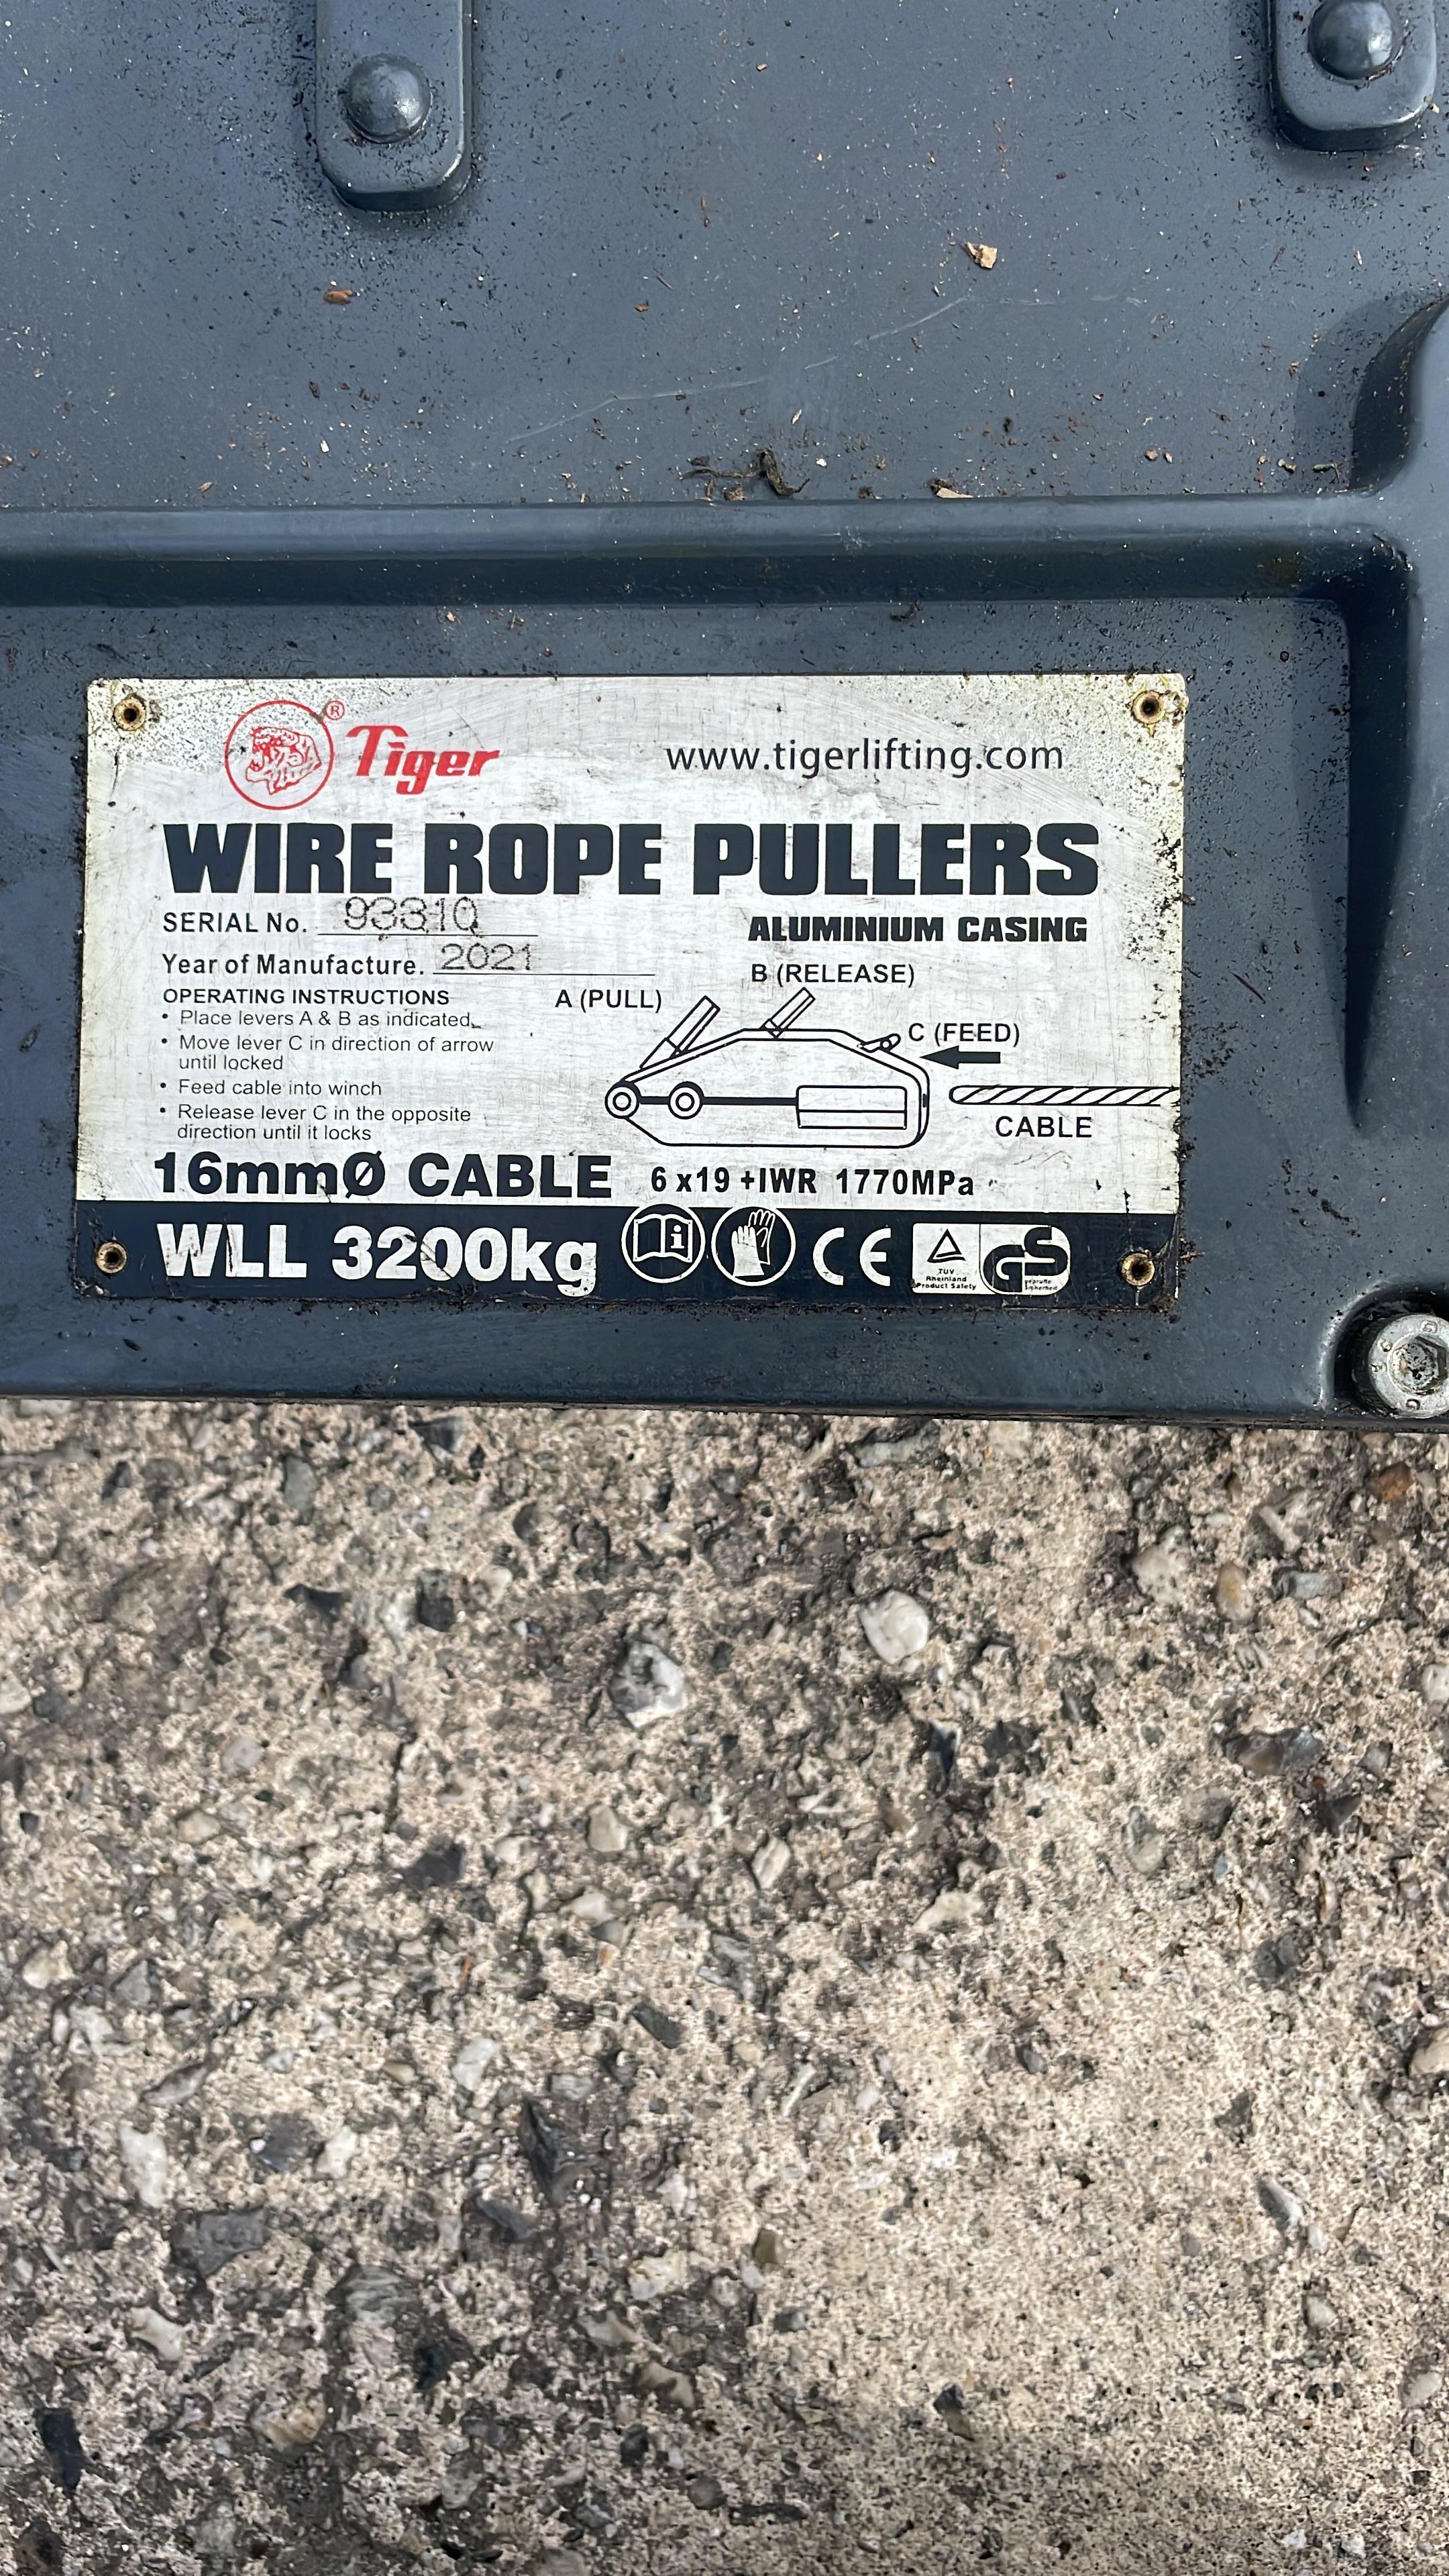 ® Tiger
www.tigerlifting.com
WIRE ROPE PULLERS
SERIAL No. 93310
ALUMINIUM CASING
Year of Manufacture. 2021
OPERATING INSTRUCTIONS
• Place levers A & B as indicated.
• Move lever C in direction of arrow
until locked
• Feed cable into winch
• Release lever C in the opposite
direction until it locks
A (PULL)
B (RELEASE)
C (FEED)
CABLE
16mmØ CABLE 6 x19 +IWR 1770MPa
WLL 3200kg
i
CE
TÜV
Rheinland
Product Safety
GS
geprüfte
Sicherheit